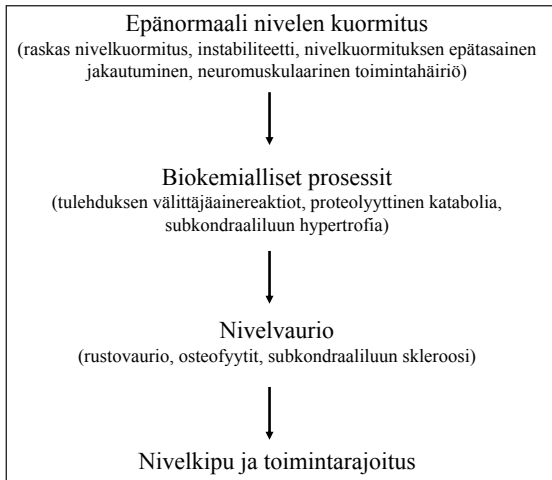 Epänormaali nivelen kuormitus
(raskas nivelkuormitus, instabiliteetti, nivelkuormituksen epätasainen
jakautuminen, neuromuskulaarinen toimintahäiriö)
Biokemialliset prosessit
(tulehduksen välittäjäainereaktiot, proteolyyttinen katabolia,
subkondraaliluun hypertrofia)
Nivelvaurio
(rustovaurio, osteofyytit, subkondraaliluun skleroosi)
Nivelkipu ja toimintarajoitus